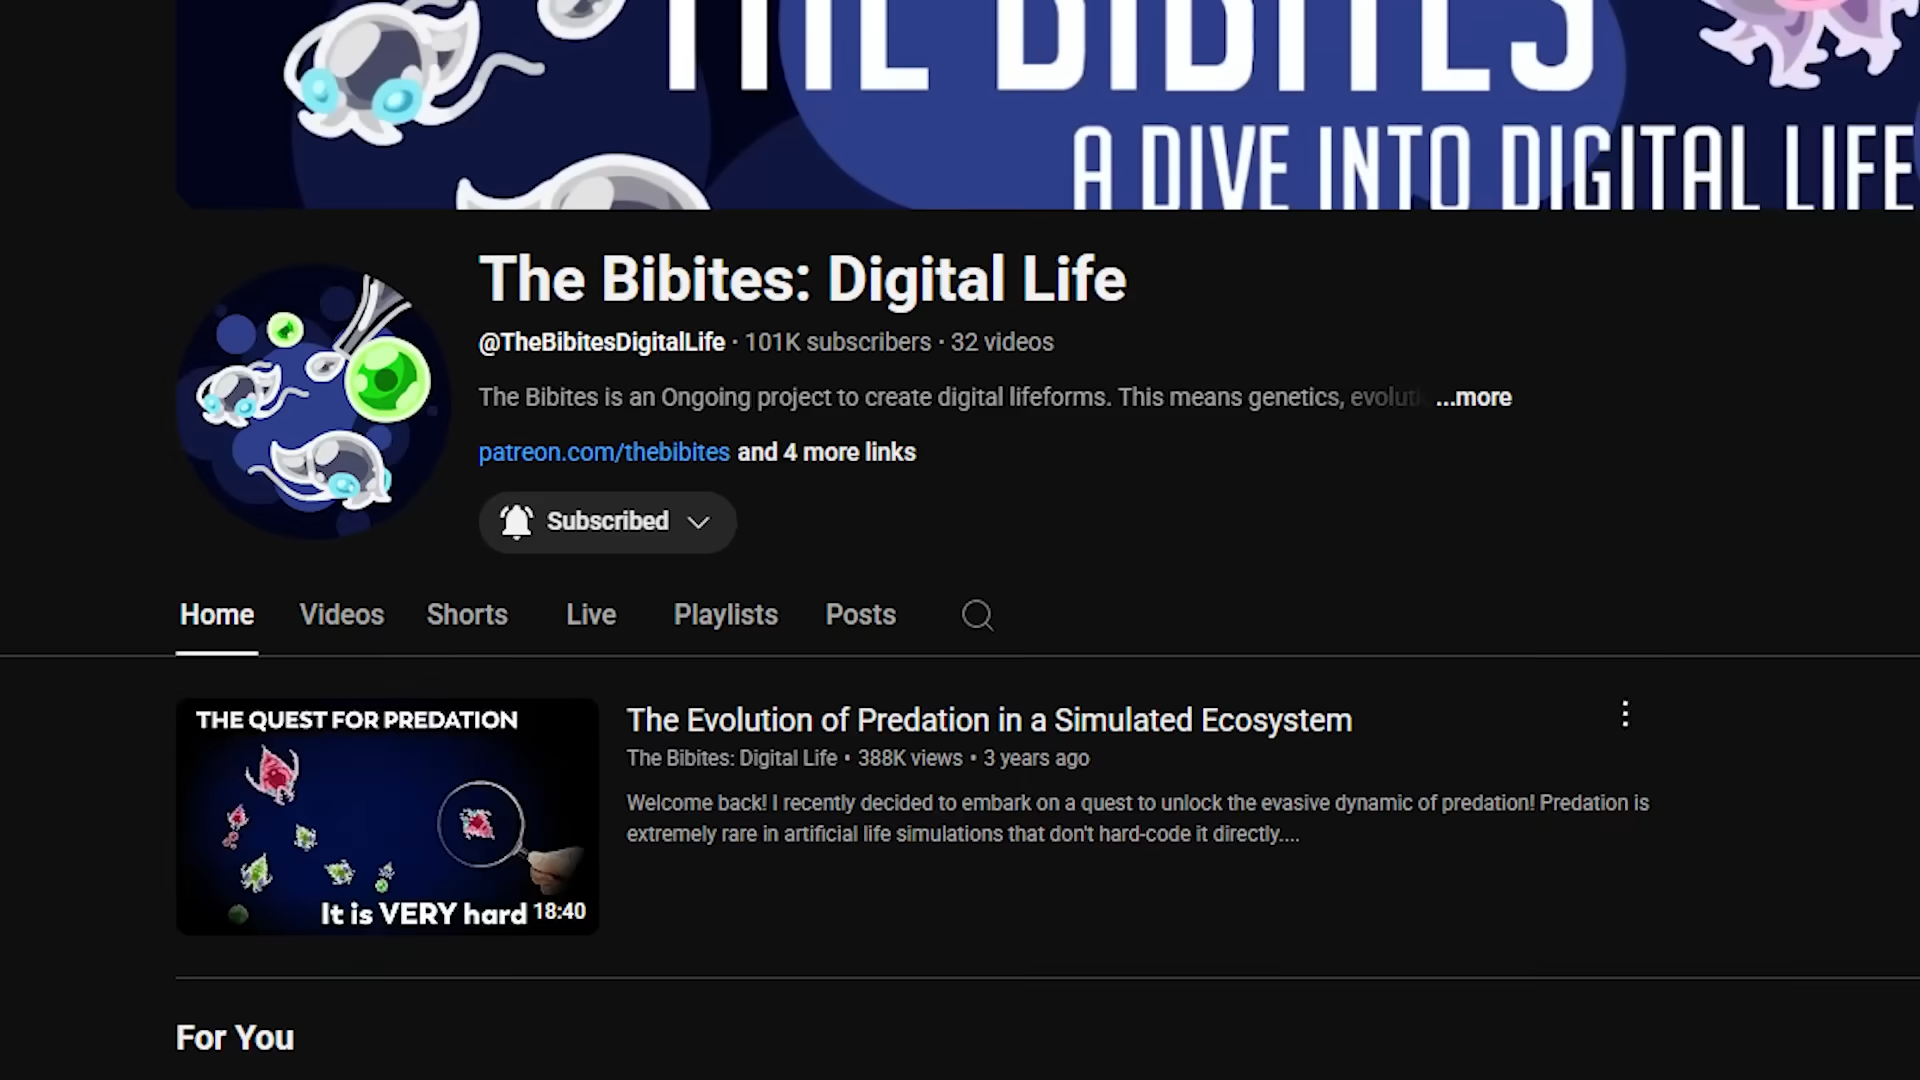 THE BIBITES
A DIVE INTO DIGITAL LIFE
The Bibites: Digital Life
@TheBibitesDigitalLife · 101K subscribers · 32 videos
The Bibites is an Ongoing project to create digital lifeforms. This means genetics, evoluti ...more
patreon.com/thebibites and 4 more links
Subscribed
Home Videos Shorts Live Playlists Posts
THE QUEST FOR PREDATION
It is VERY hard 18:40
The Evolution of Predation in a Simulated Ecosystem
The Bibites: Digital Life • 388K views • 3 years ago
Welcome back! I recently decided to embark on a quest to unlock the evasive dynamic of predation! Predation is
extremely rare in artificial life simulations that don't hard-code it directly....
For You